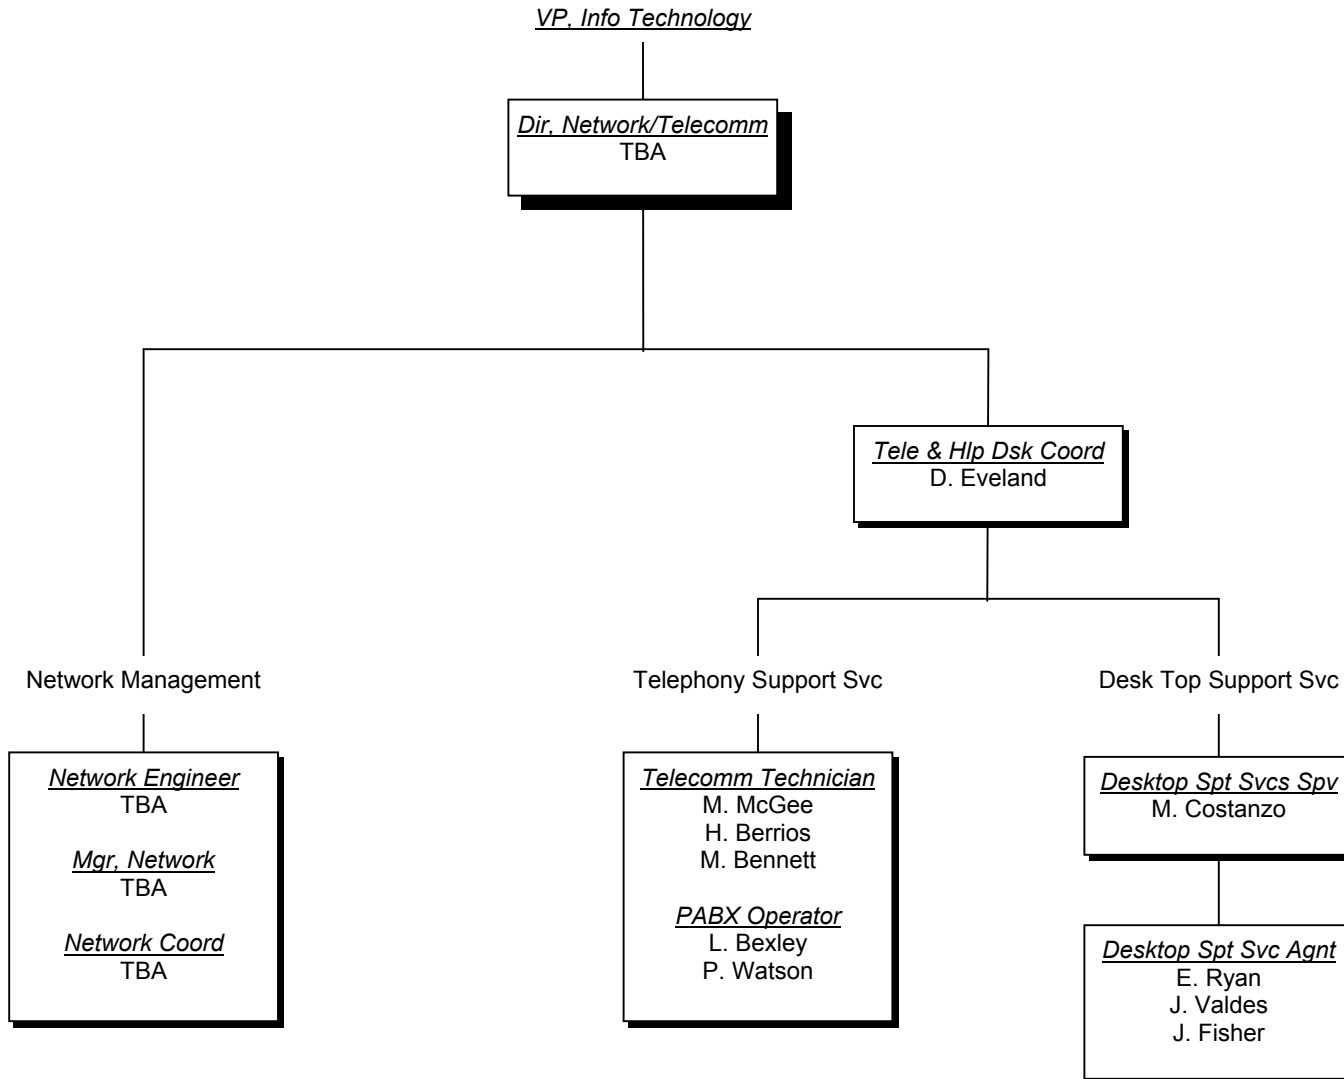 VP, Info Technology
Dir, Network/Telecomm
TBA
Tele & Hlp Dsk Coord
D. Eveland
Network Management
Telephony Support Svc
Desk Top Support Svc
Network Engineer
TBA
Mgr, Network
TBA
Network Coord
TBA
Telecomm Technician
M. McGee
H. Berrios
M. Bennett
PABX Operator
L. Bexley
P. Watson
Desktop Spt Svcs Spv
M. Costanzo
Desktop Spt Svc Agnt
E. Ryan
J. Valdes
J. Fisher